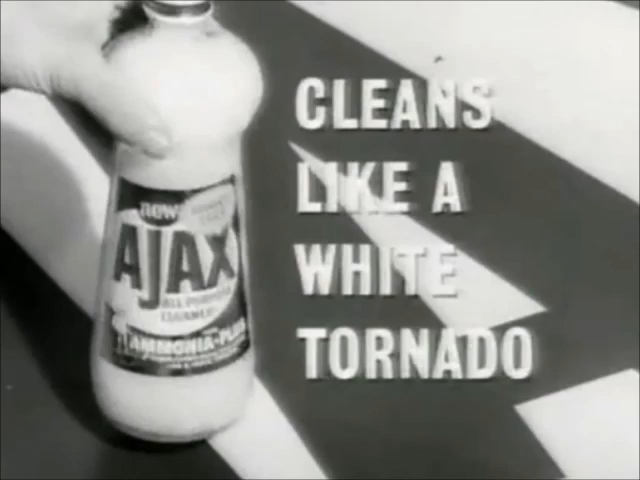 new
AJAX
ALL PURPOSE
CLEANER
AMMONIA-PLUS
CLEANS
LIKE A
WHITE
TORNADO